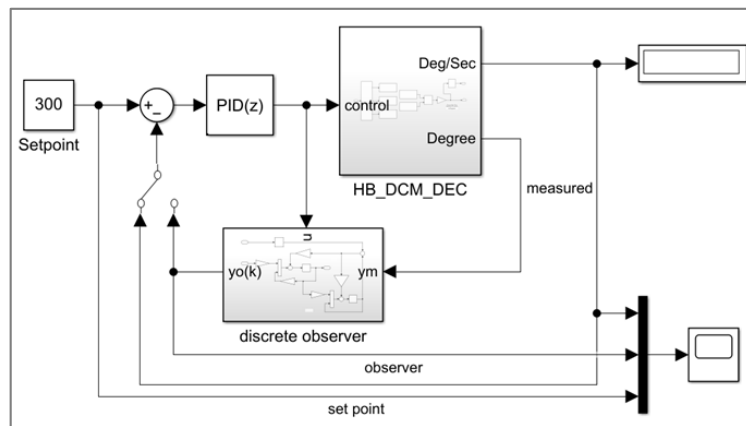 Deg/Sec
300
PID(z)
control
Setpoint
Degree
HB_DCM_DEC
measured
u
yo(k)
ym
discrete observer
observer
set point